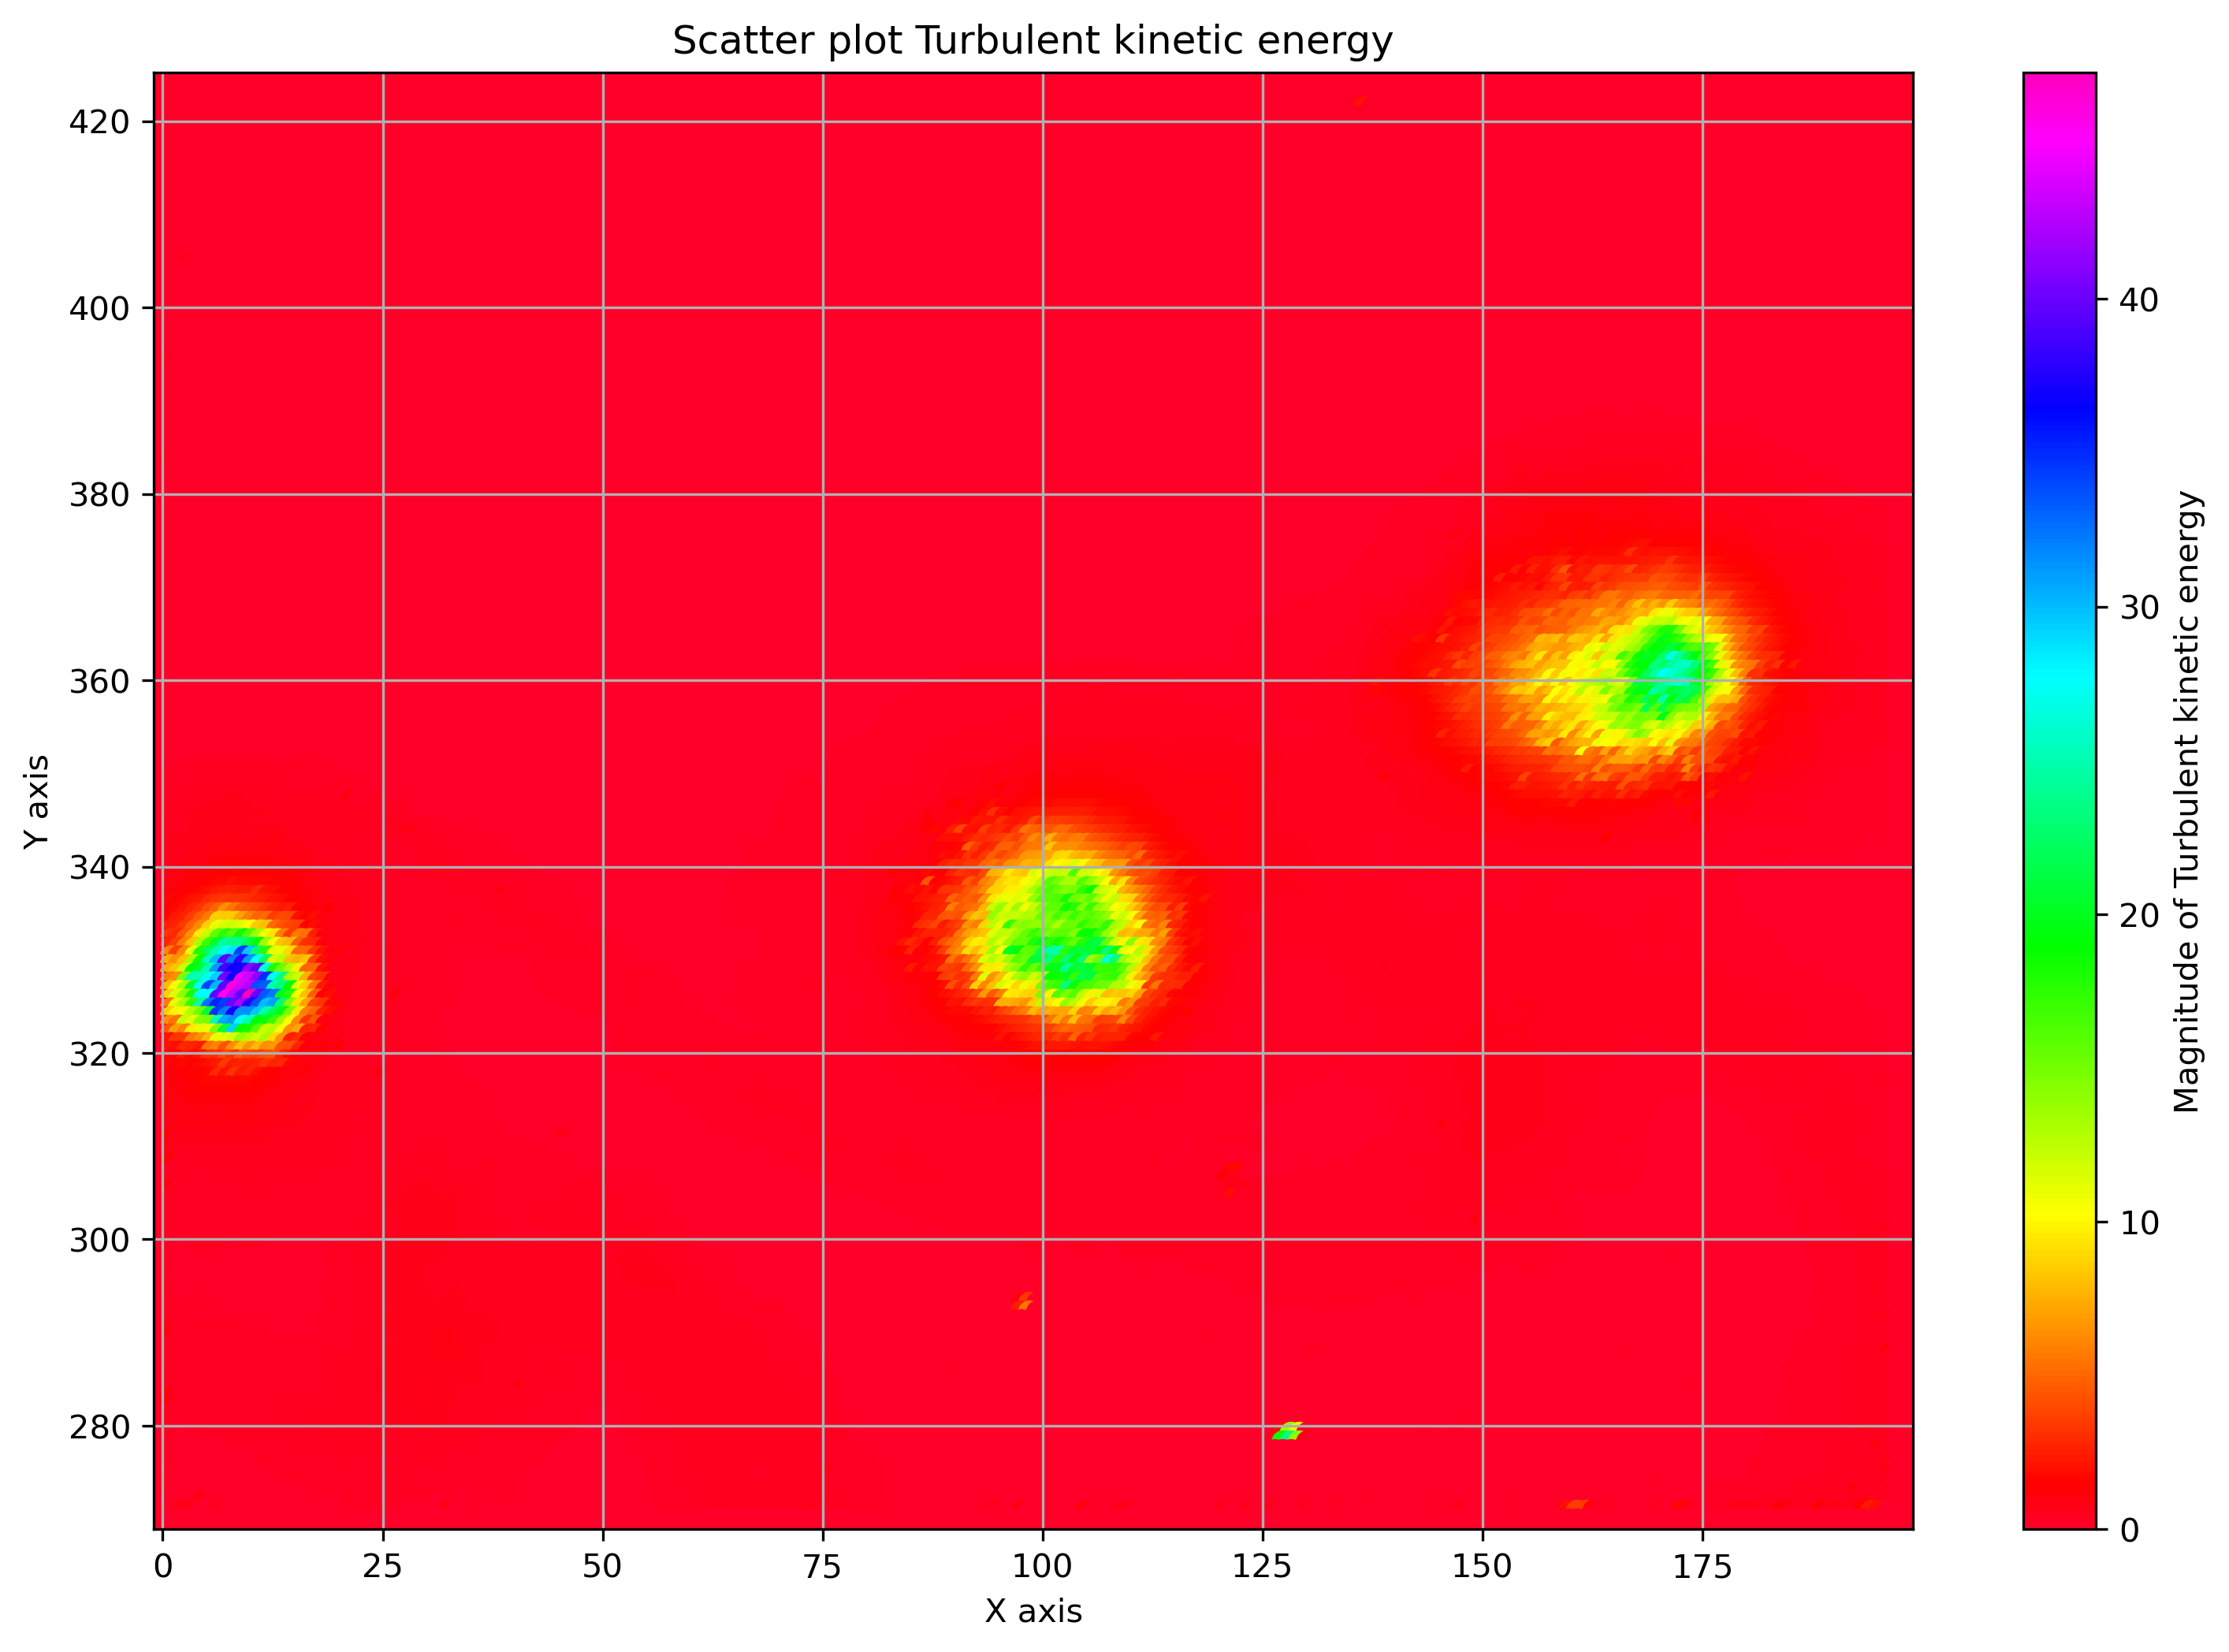 Scatter plot Turbulent kinetic energy
420
400
380
360
340
320
300
280
Y axis
0 25 50 75 100 125 150 175
X axis
40
30
20
10
0
Magnitude of Turbulent kinetic energy